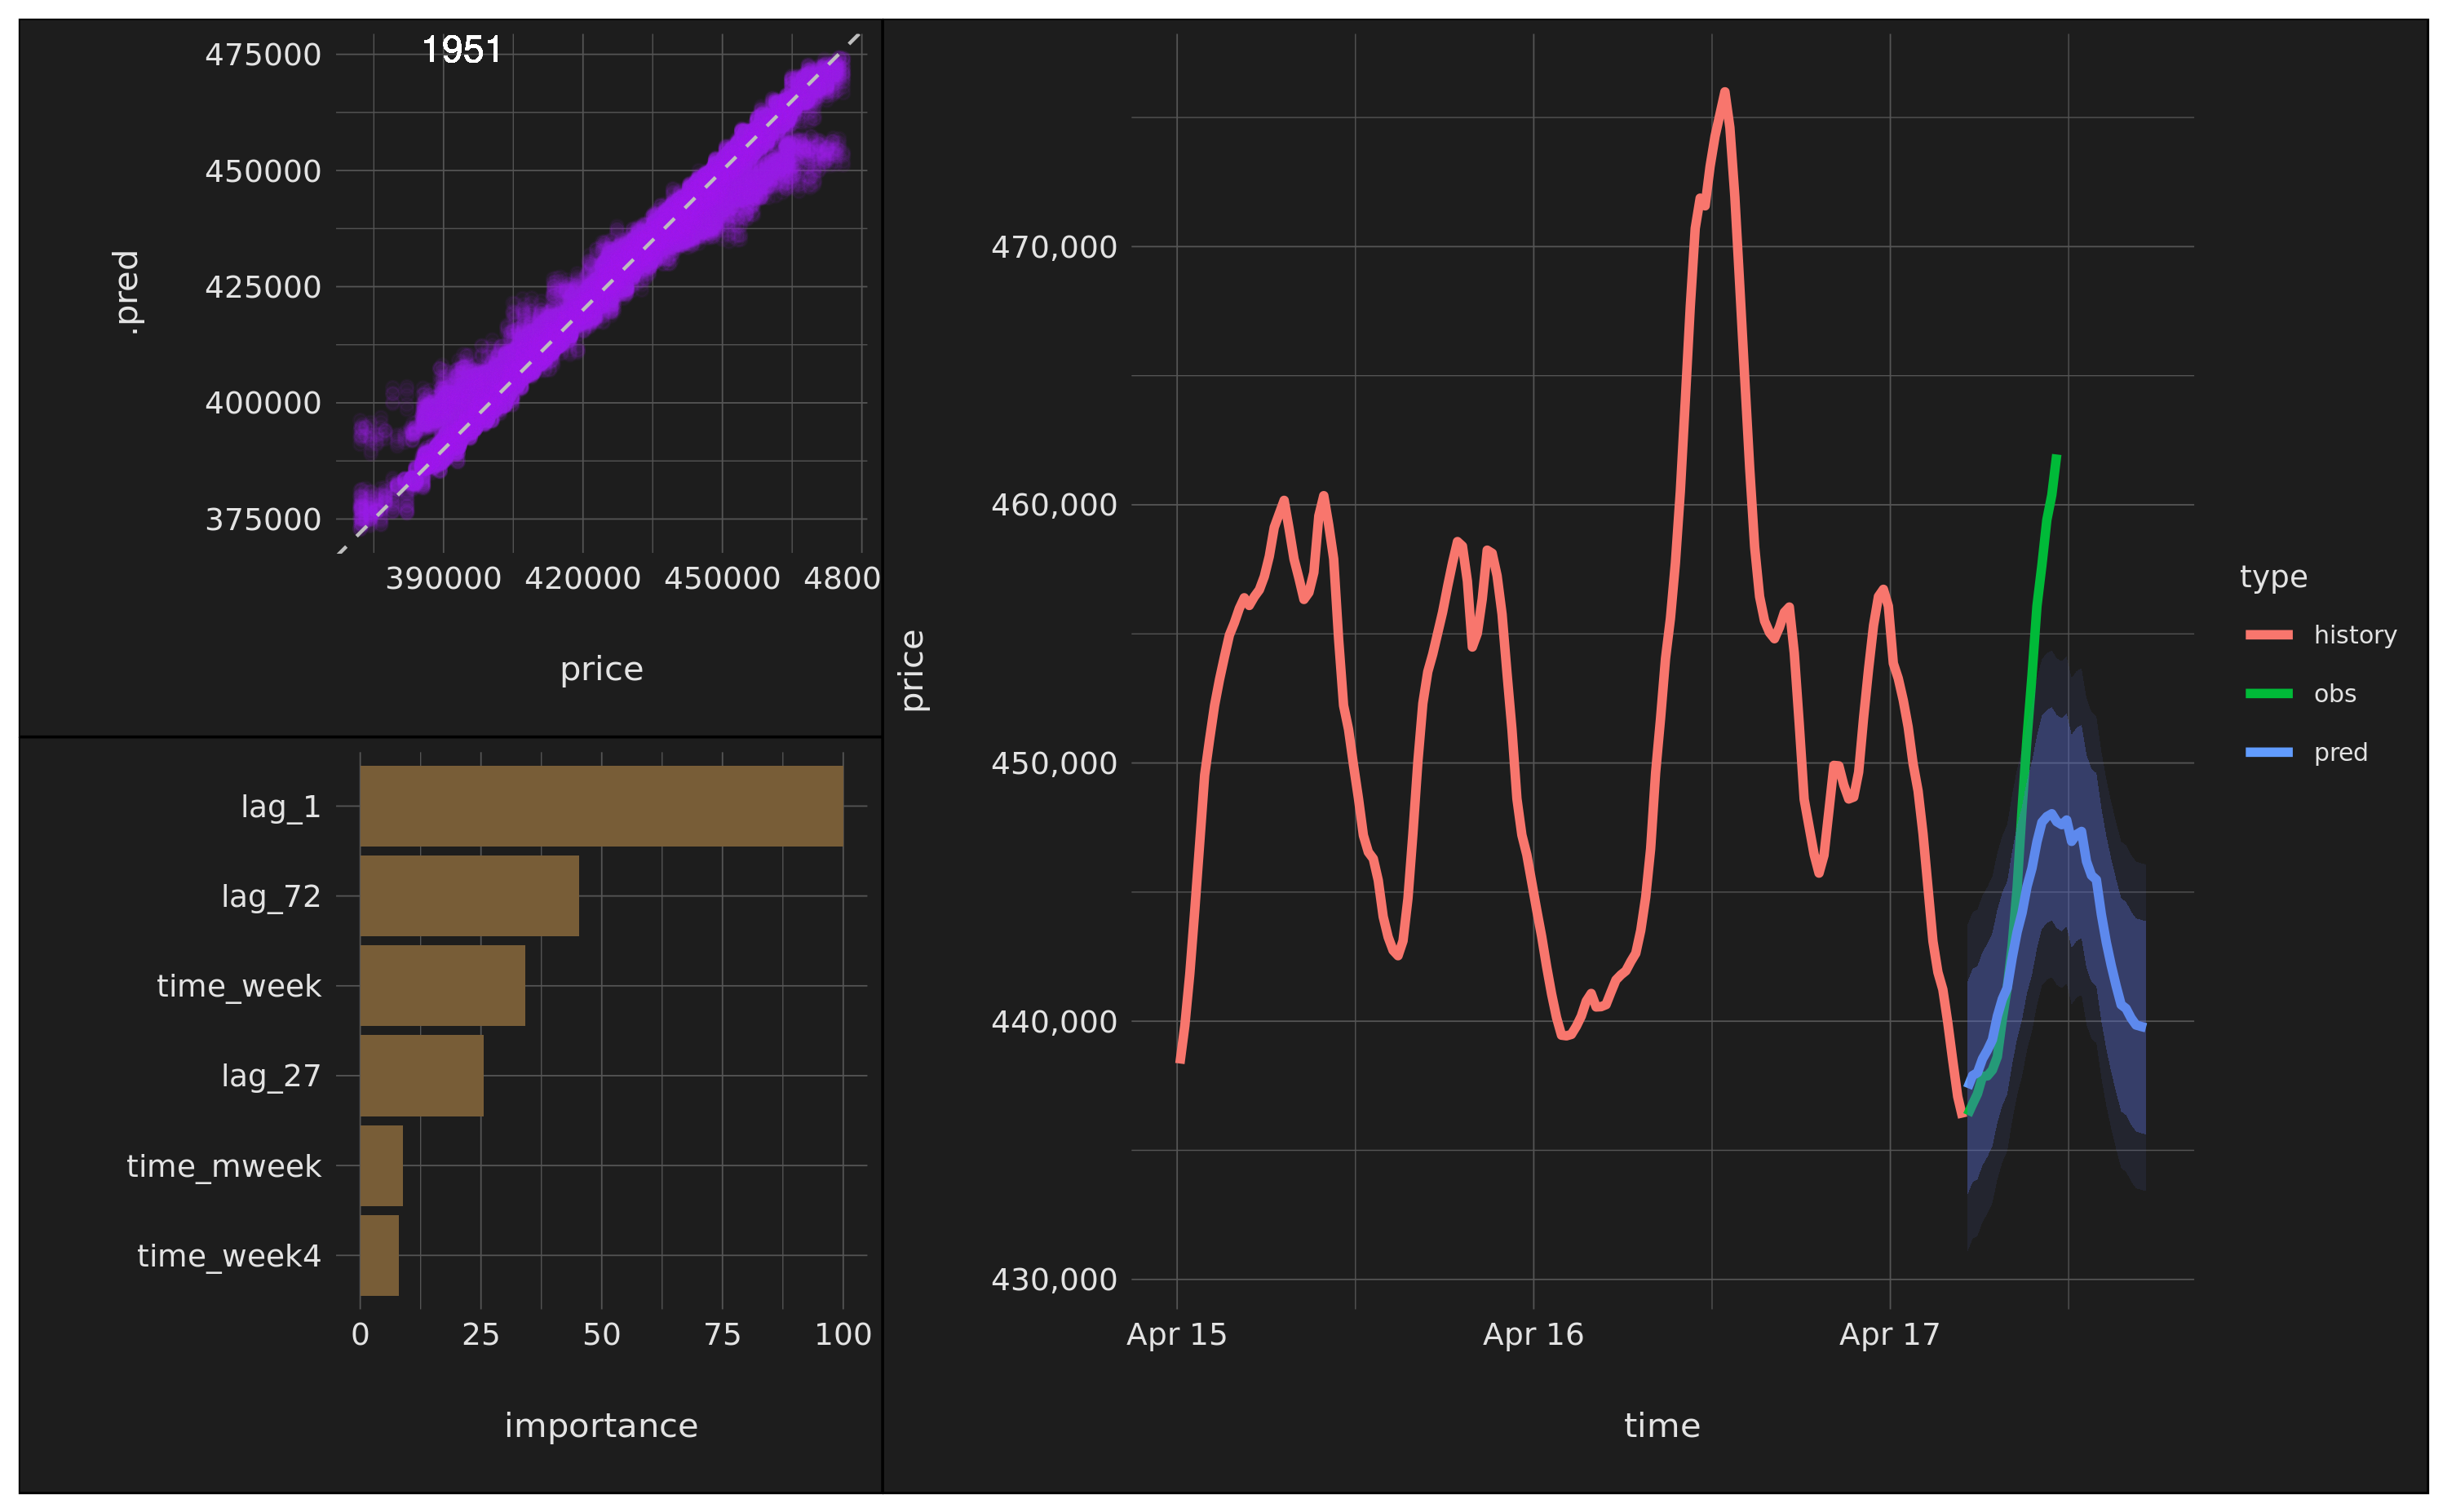 1951
475000
450000
425000
400000
375000
.pred
390000 420000 450000 4800
price
lag_1
lag_72
time_week
lag_27
time_mweek
time_week4
0 25 50 75 100
importance
470,000
460,000
450,000
440,000
430,000
price
Apr 15 Apr 16 Apr 17
time
type
history
obs
pred